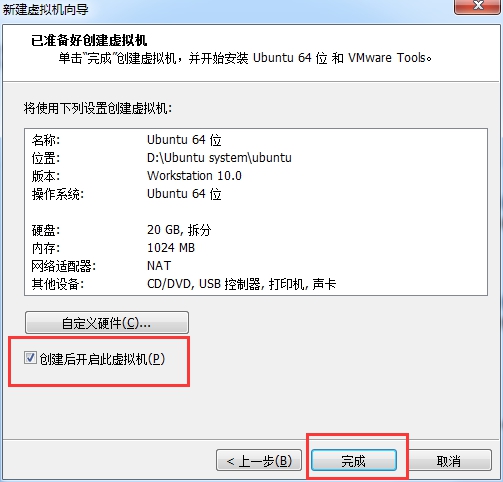 新建虚拟机向导
已准备好创建虚拟机
单击“完成”创建虚拟机，并开始安装 Ubuntu 64 位 和 VMware Tools。
将使用下列设置创建虚拟机:
名称: Ubuntu 64 位
位置: D:\Ubuntu system\ubuntu
版本: Workstation 10.0
操作系统: Ubuntu 64 位
硬盘: 20 GB, 拆分
内存: 1024 MB
网络适配器: NAT
其他设备: CD/DVD, USB 控制器, 打印机, 声卡
自定义硬件(C)...
创建后开启此虚拟机(P)
< 上一步(B) 完成 取消